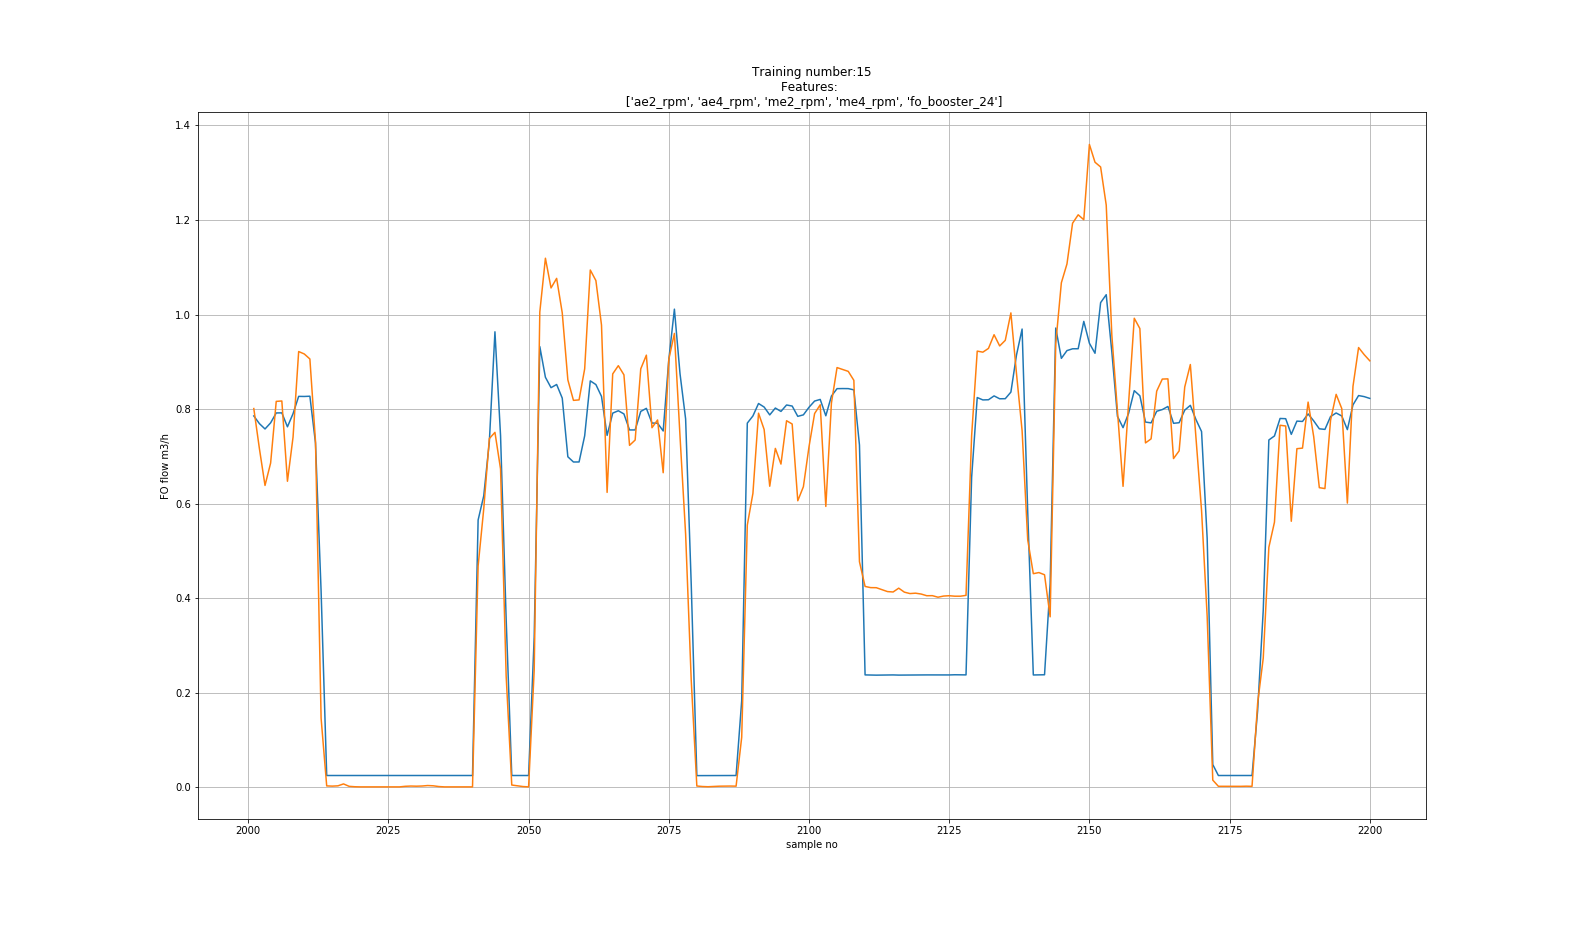 Training number:15
Features:
['ae2_rpm', 'ae4_rpm', 'me2_rpm', 'me4_rpm', 'fo_booster_24']
1.4
1.2
1.0
0.8
0.6
0.4
0.2
0.0
FO flow m3/h
2000 2025 2050 2075 2100 2125 2150 2175 2200
sample no